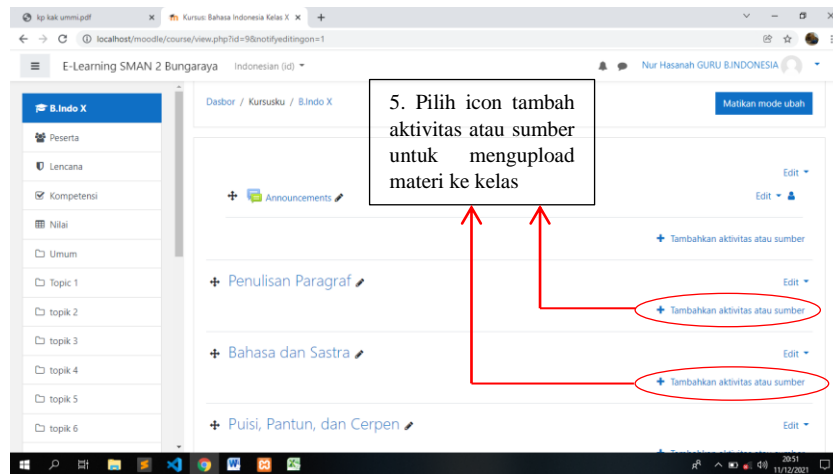 kp kak ummi.pdf
Kursus: Bahasa Indonesia Kelas X
localhost/moodle/course/view.php?id=9&notifyeditingon=1
E-Learning SMAN 2 Bungaraya
Indonesian (id)
Nur Hasanah GURU B.INDONESIA
B.Indo X
Peserta
Lencana
Kompetensi
Nilai
Umum
Topic 1
topik 2
topik 3
topik 4
topik 5
topik 6
Dasbor / Kursusku / B.Indo X
Matikan mode ubah
5. Pilih icon tambah
aktivitas atau sumber
untuk mengupload
materi ke kelas
Edit
Announcements
Edit
+ Tambahkan aktivitas atau sumber
Penulisan Paragraf
Edit
+ Tambahkan aktivitas atau sumber
Bahasa dan Sastra
Edit
+ Tambahkan aktivitas atau sumber
Puisi, Pantun, dan Cerpen
Edit
20:51
11/12/2021